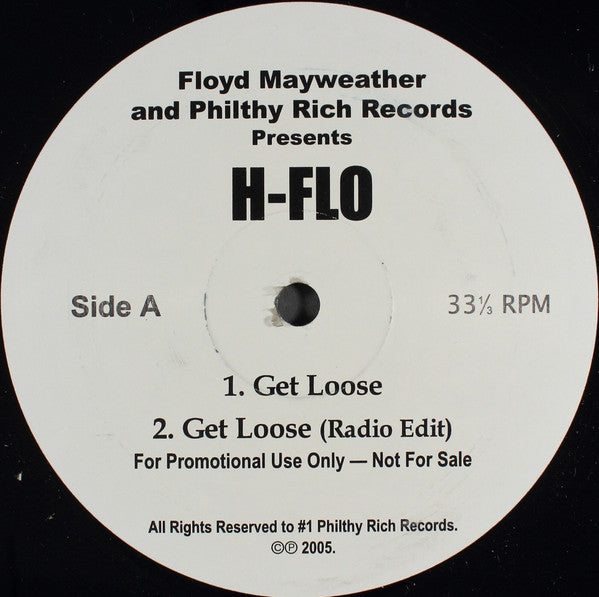 Floyd Mayweather
and Philthy Rich Records
Presents
H-FLO
Side A
33⅓ RPM
1. Get Loose
2. Get Loose (Radio Edit)
For Promotional Use Only — Not For Sale
All Rights Reserved to #1 Philthy Rich Records.
©℗ 2005.